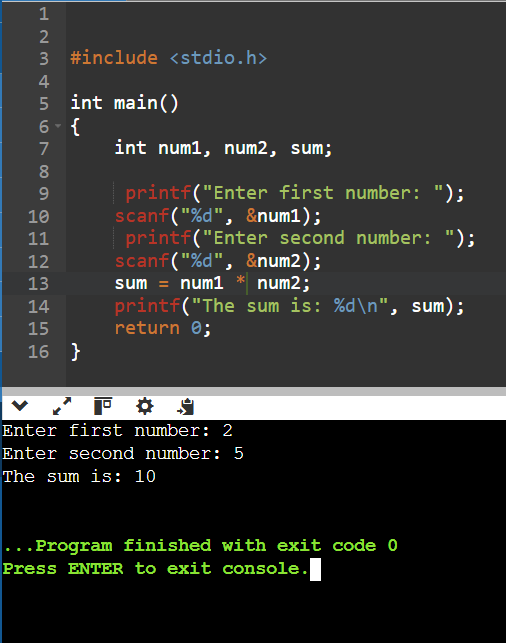 1
2
3 #include <stdio.h>
4
5 int main()
6 {
7 int num1, num2, sum;
8
9 printf("Enter first number: ");
10 scanf("%d", &num1);
11 printf("Enter second number: ");
12 scanf("%d", &num2);
13 sum = num1 * num2;
14 printf("The sum is: %d\n", sum);
15 return 0;
16 }
Enter first number: 2
Enter second number: 5
The sum is: 10
...Program finished with exit code 0
Press ENTER to exit console.